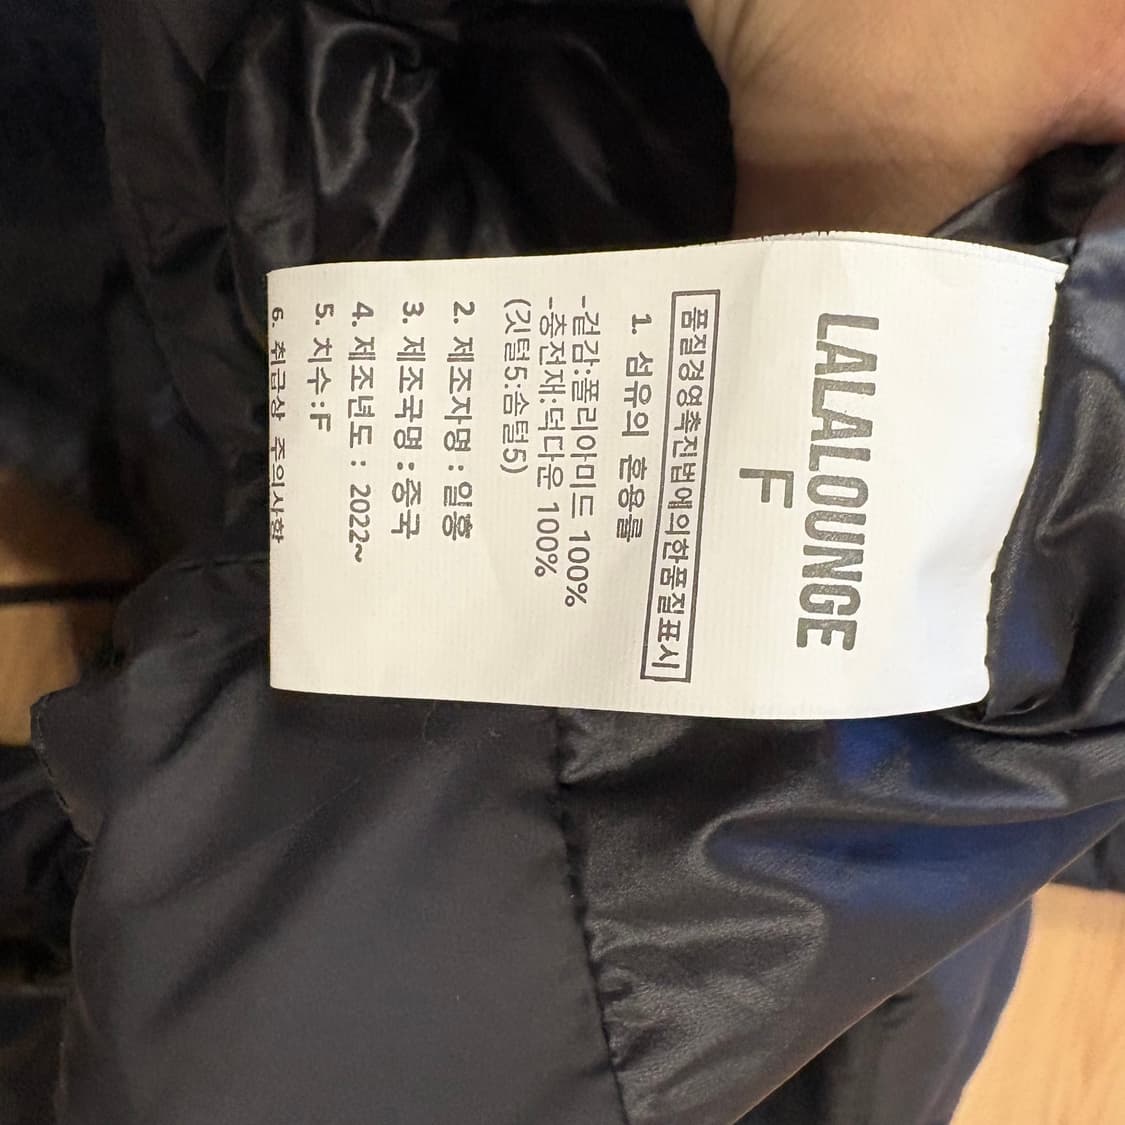 LALALOUNGE
F
품질경영촉진법에의한품질표시
1. 섬유의 혼용률
-겉감:폴리아미드 100%
-충전재:덕다운 100%
(깃털5:솜털5)
2. 제조자명 : 일흥
3. 제조국명 : 중국
4. 제조년도 : 2022~
5. 치수:F
6. 취급상 주의사항